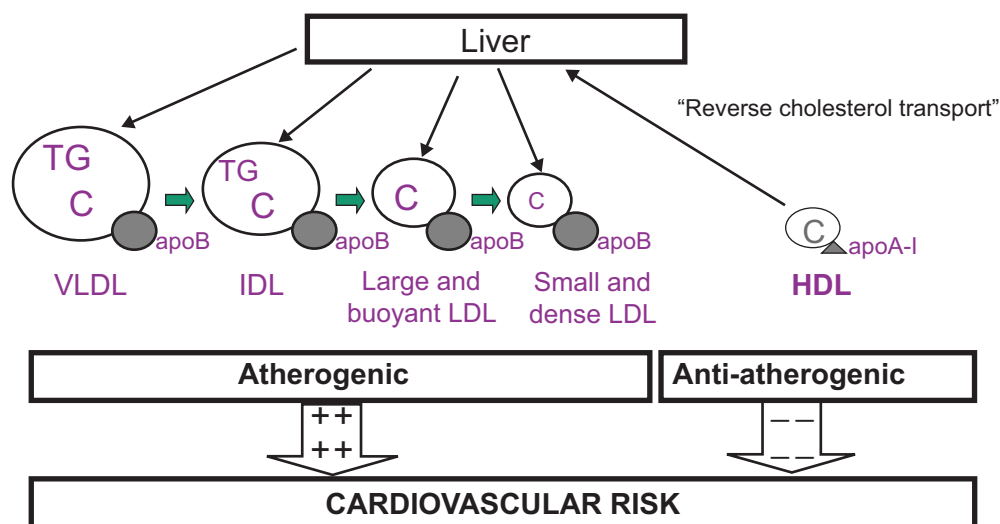 Liver
“Reverse cholesterol transport”
TG
C
apoB
TG
C
apoB
C
apoB
C
apoB
C
apoA-I
VLDL
IDL
Large and
buoyant LDL
Small and
dense LDL
HDL
Atherogenic
Anti-atherogenic
++
++
– –
– –
CARDIOVASCULAR RISK